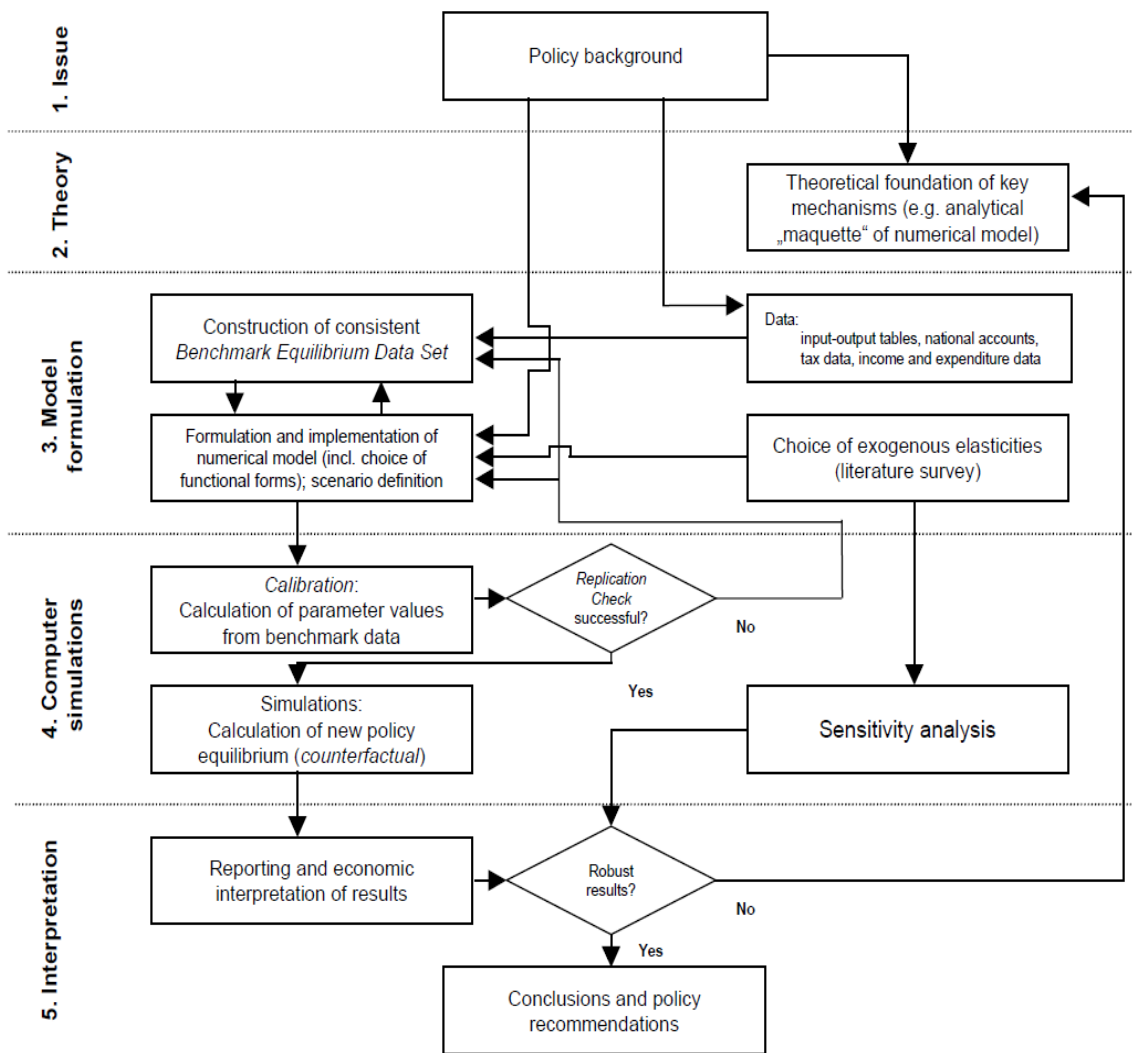 1. Issue
Policy background
2. Theory
Theoretical foundation of key
mechanisms (e.g. analytical
„maquette“ of numerical model)
3. Model
formulation
Construction of consistent
Benchmark Equilibrium Data Set
Data:
input-output tables, national accounts,
tax data, income and expenditure data
Formulation and implementation of
numerical model (incl. choice of
functional forms); scenario definition
Choice of exogenous elasticities
(literature survey)
4. Computer
simulations
Calibration:
Calculation of parameter values
from benchmark data
Replication
Check
successful?
No
Yes
Simulations:
Calculation of new policy
equilibrium (counterfactual)
Sensitivity analysis
5. Interpretation
Reporting and economic
interpretation of results
Robust
results?
No
Yes
Conclusions and policy
recommendations